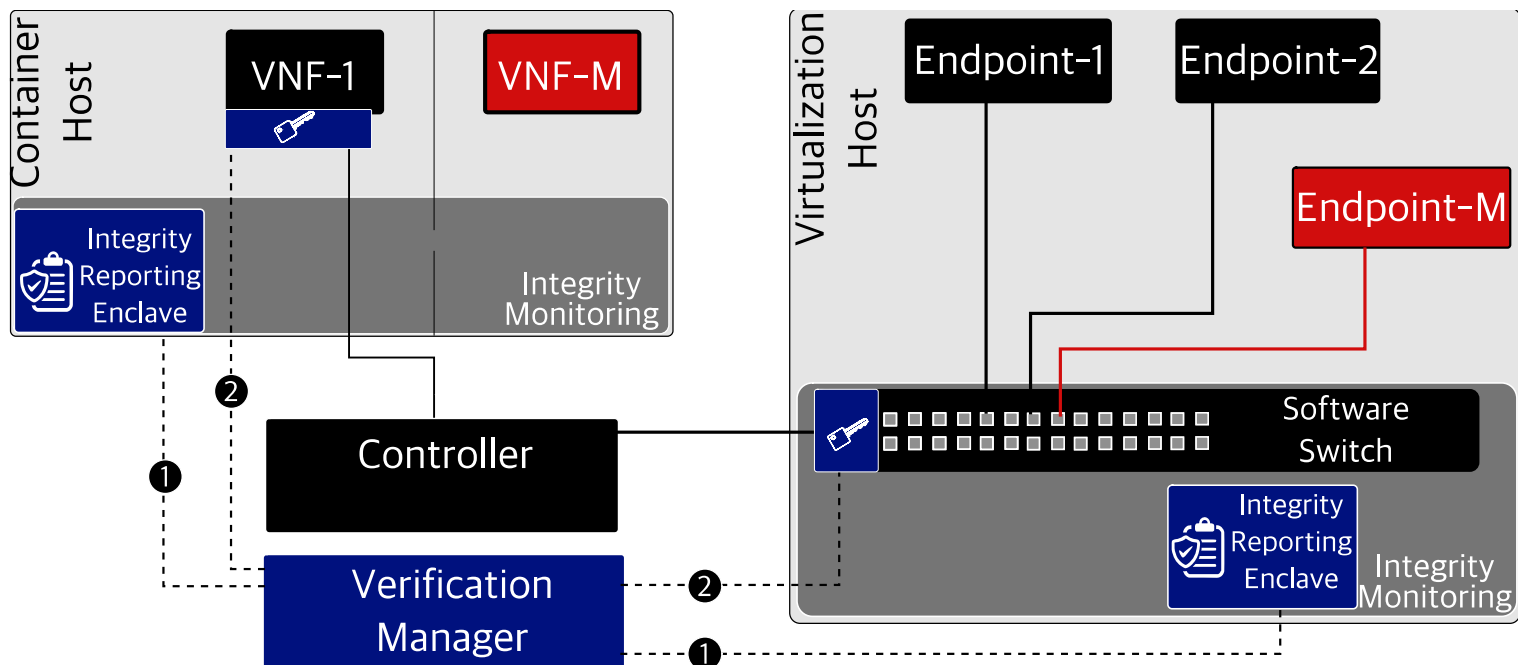 Container
Host
VNF-1
VNF-M
Integrity
Reporting
Enclave
Integrity
Monitoring
Virtualization
Host
Endpoint-1
Endpoint-2
Endpoint-M
2
1
Controller
Software
Switch
Verification
Manager
2
1
Integrity
Reporting
Enclave
Integrity
Monitoring